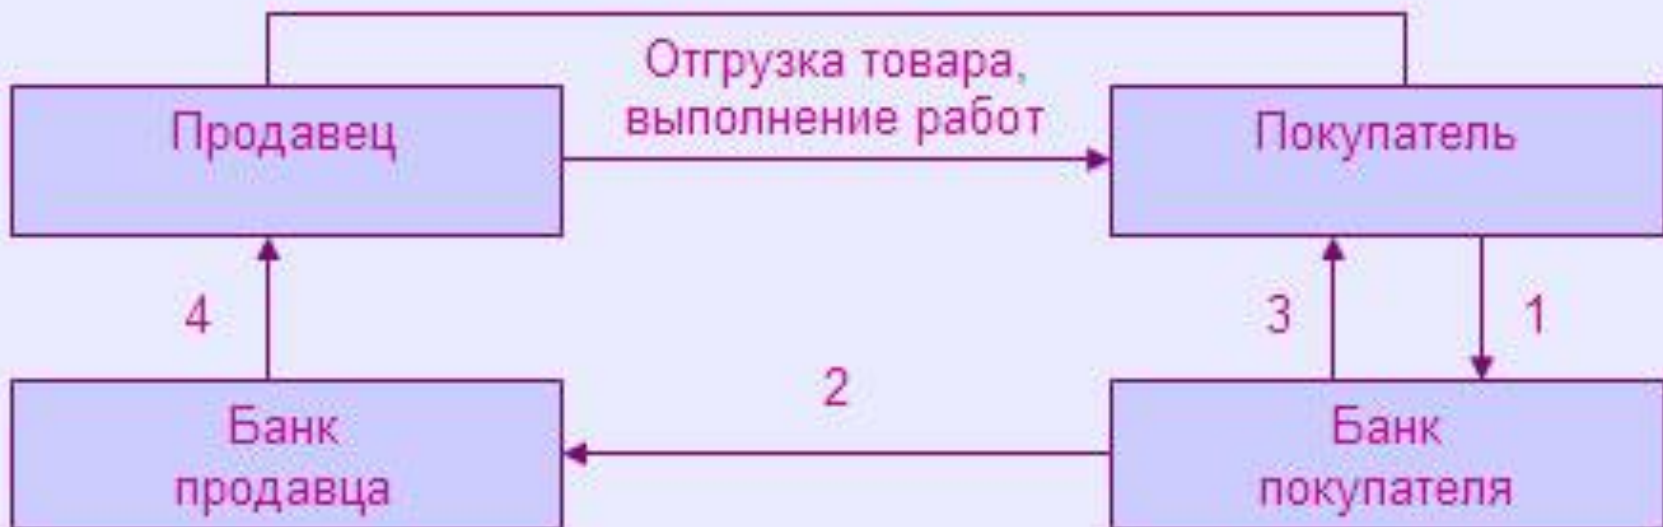 Отгрузка товара,
выполнение работ
Продавец
Покупатель
4
3
1
2
Банк
продавца
Банк
покупателя